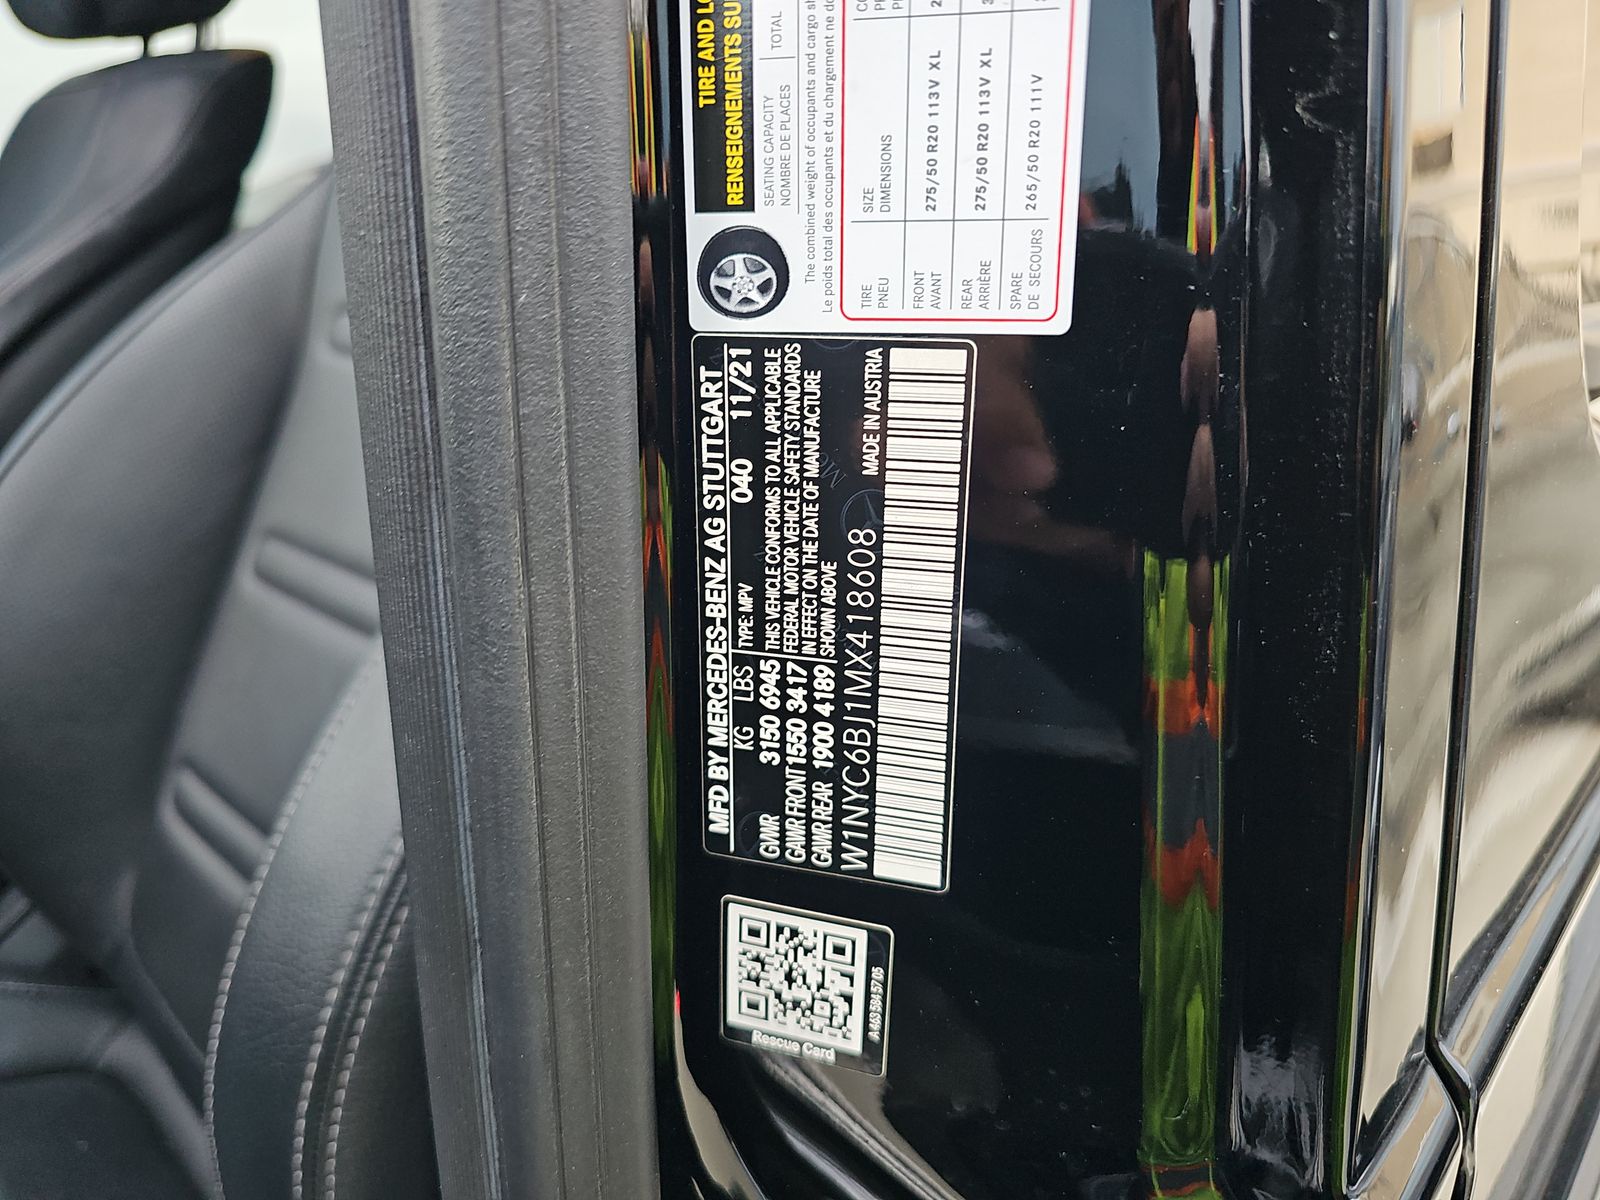 TIRE AND LO
RENSEIGNEMENTS SU
SEATING CAPACITY
NOMBRE DE PLACES
TOTAL
The combined weight of occupants and cargo sh
Le poids total des occupants et du chargement ne do
TIRE
PNEU
SIZE
DIMENSIONS
FRONT
AVANT
275/50 R20 113V XL
REAR
ARRIÈRE
275/50 R20 113V XL
SPARE
DE SECOURS
265/50 R20 111V
MFD BY MERCEDES-BENZ AG STUTTGART
KG LBS TYPE: MPV 040 11/21
GVWR 3150 6945
GAWR FRONT 1550 3417
GAWR REAR 1900 4189
THIS VEHICLE CONFORMS TO ALL APPLICABLE
FEDERAL MOTOR VEHICLE SAFETY STANDARDS
IN EFFECT ON THE DATE OF MANUFACTURE
SHOWN ABOVE
MADE IN AUSTRIA
W1NYC6BJ1MX418608
Rescue Card
A 463 584 57 05